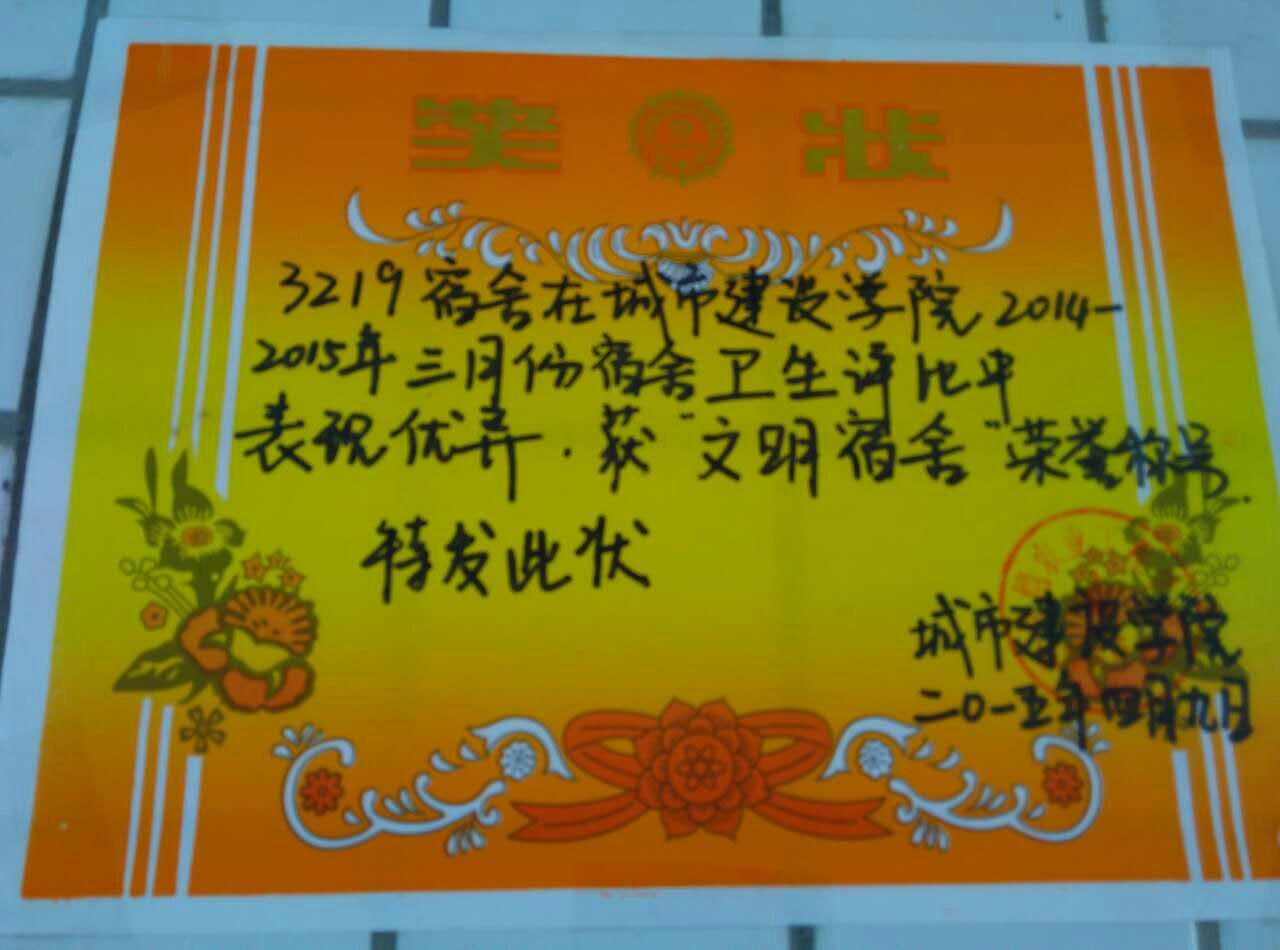 奖 状
3219宿舍在城市建设学院2014-
2015年三月份宿舍卫生评比中
表现优异.获"文明宿舍"荣誉称号.
特发此状
城市建设学院
二〇一五年四月九日